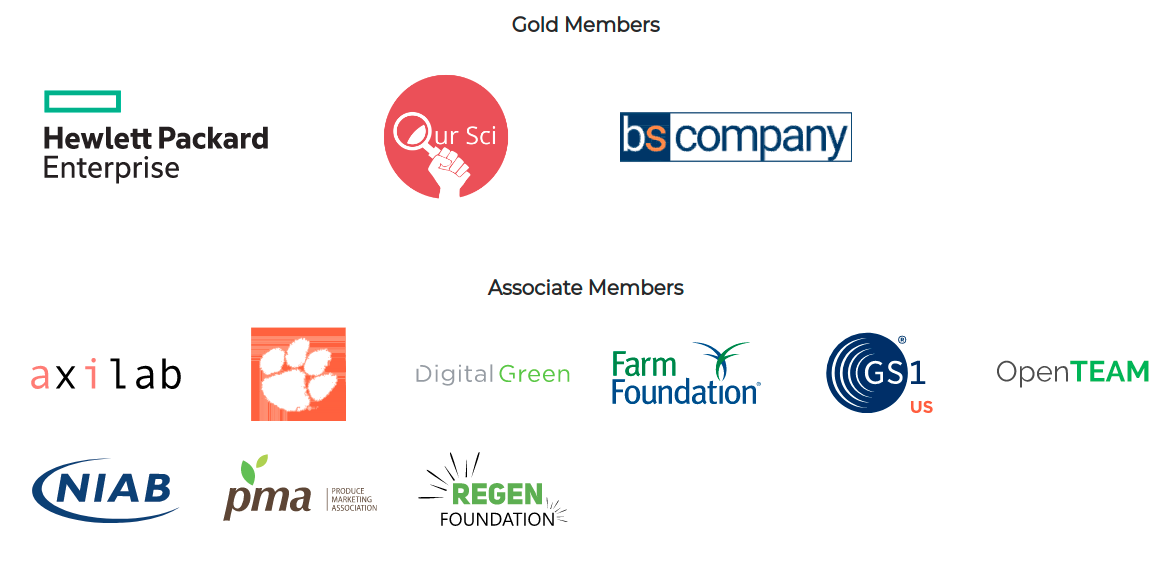 Gold Members
Hewlett Packard
Enterprise
Our Sci
bs company
Associate Members
axilab
Digital Green
Farm
Foundation®
GS1®
US
OpenTEAM
NIAB
pma
PRODUCE
MARKETING
ASSOCIATION
REGEN
FOUNDATION